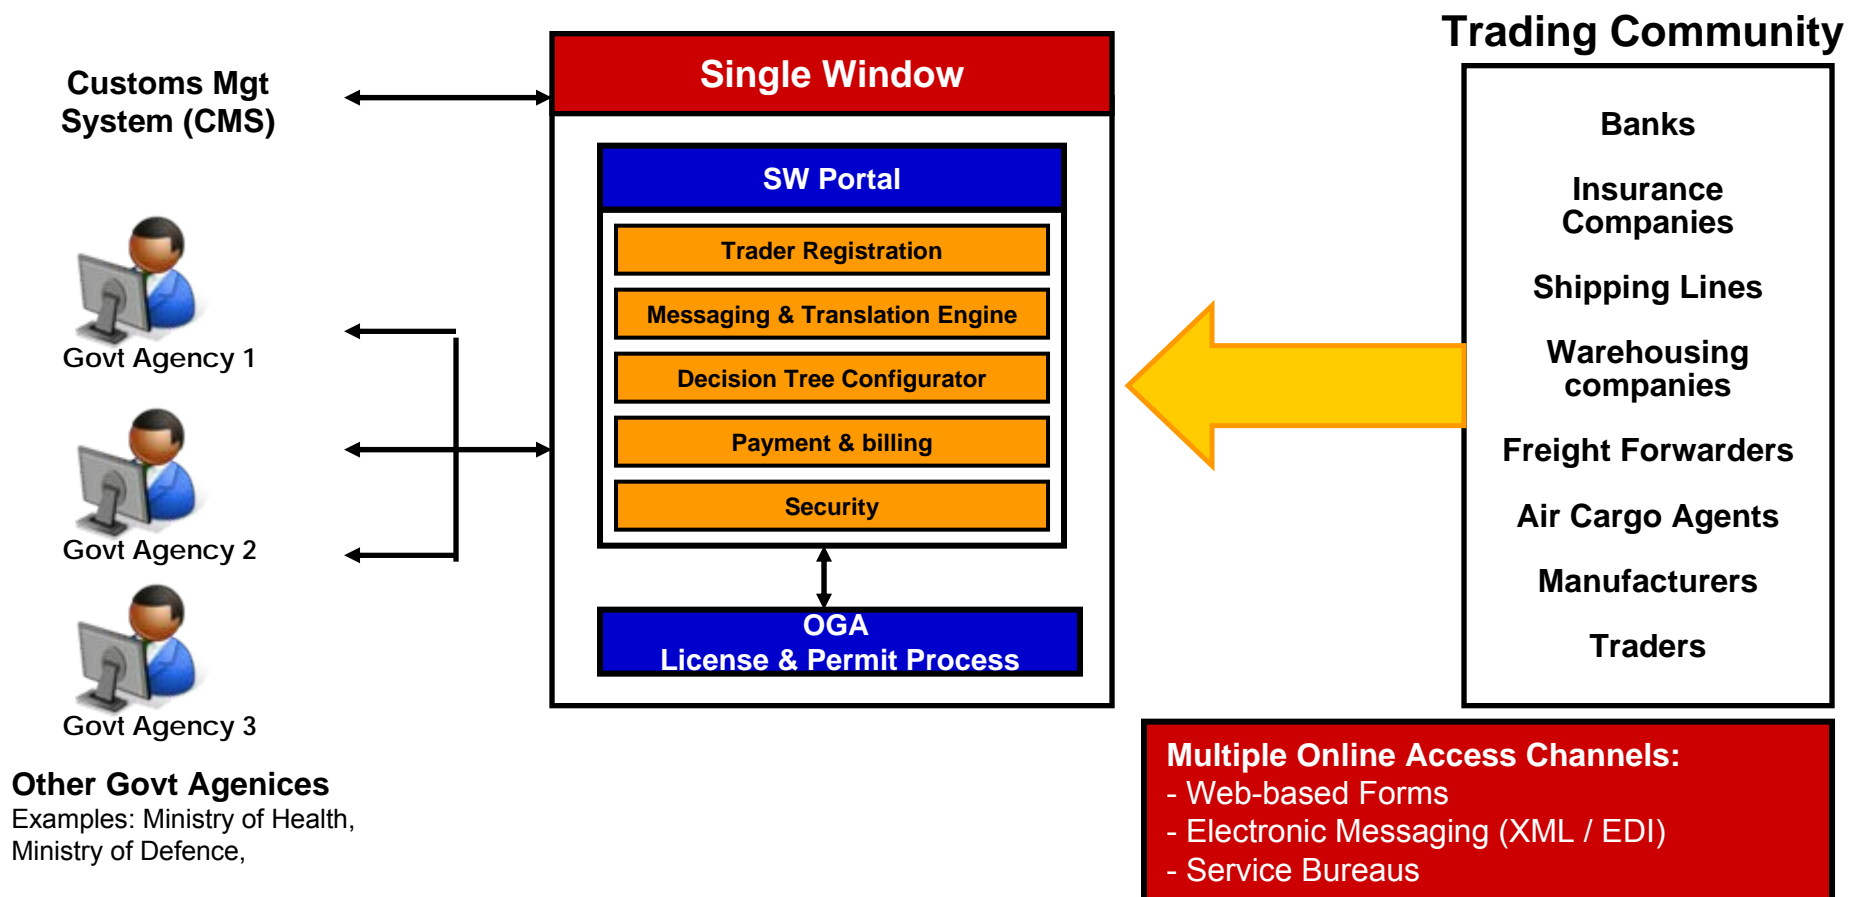 Trading Community
Customs Mgt
System (CMS)
Single Window
SW Portal
Trader Registration
Messaging & Translation Engine
Decision Tree Configurator
Payment & billing
Security
OGA
License & Permit Process
Govt Agency 1
Govt Agency 2
Govt Agency 3
Other Govt Agenices
Examples: Ministry of Health,
Ministry of Defence,
Banks
Insurance
Companies
Shipping Lines
Warehousing
companies
Freight Forwarders
Air Cargo Agents
Manufacturers
Traders
Multiple Online Access Channels:
- Web-based Forms
- Electronic Messaging (XML / EDI)
- Service Bureaus